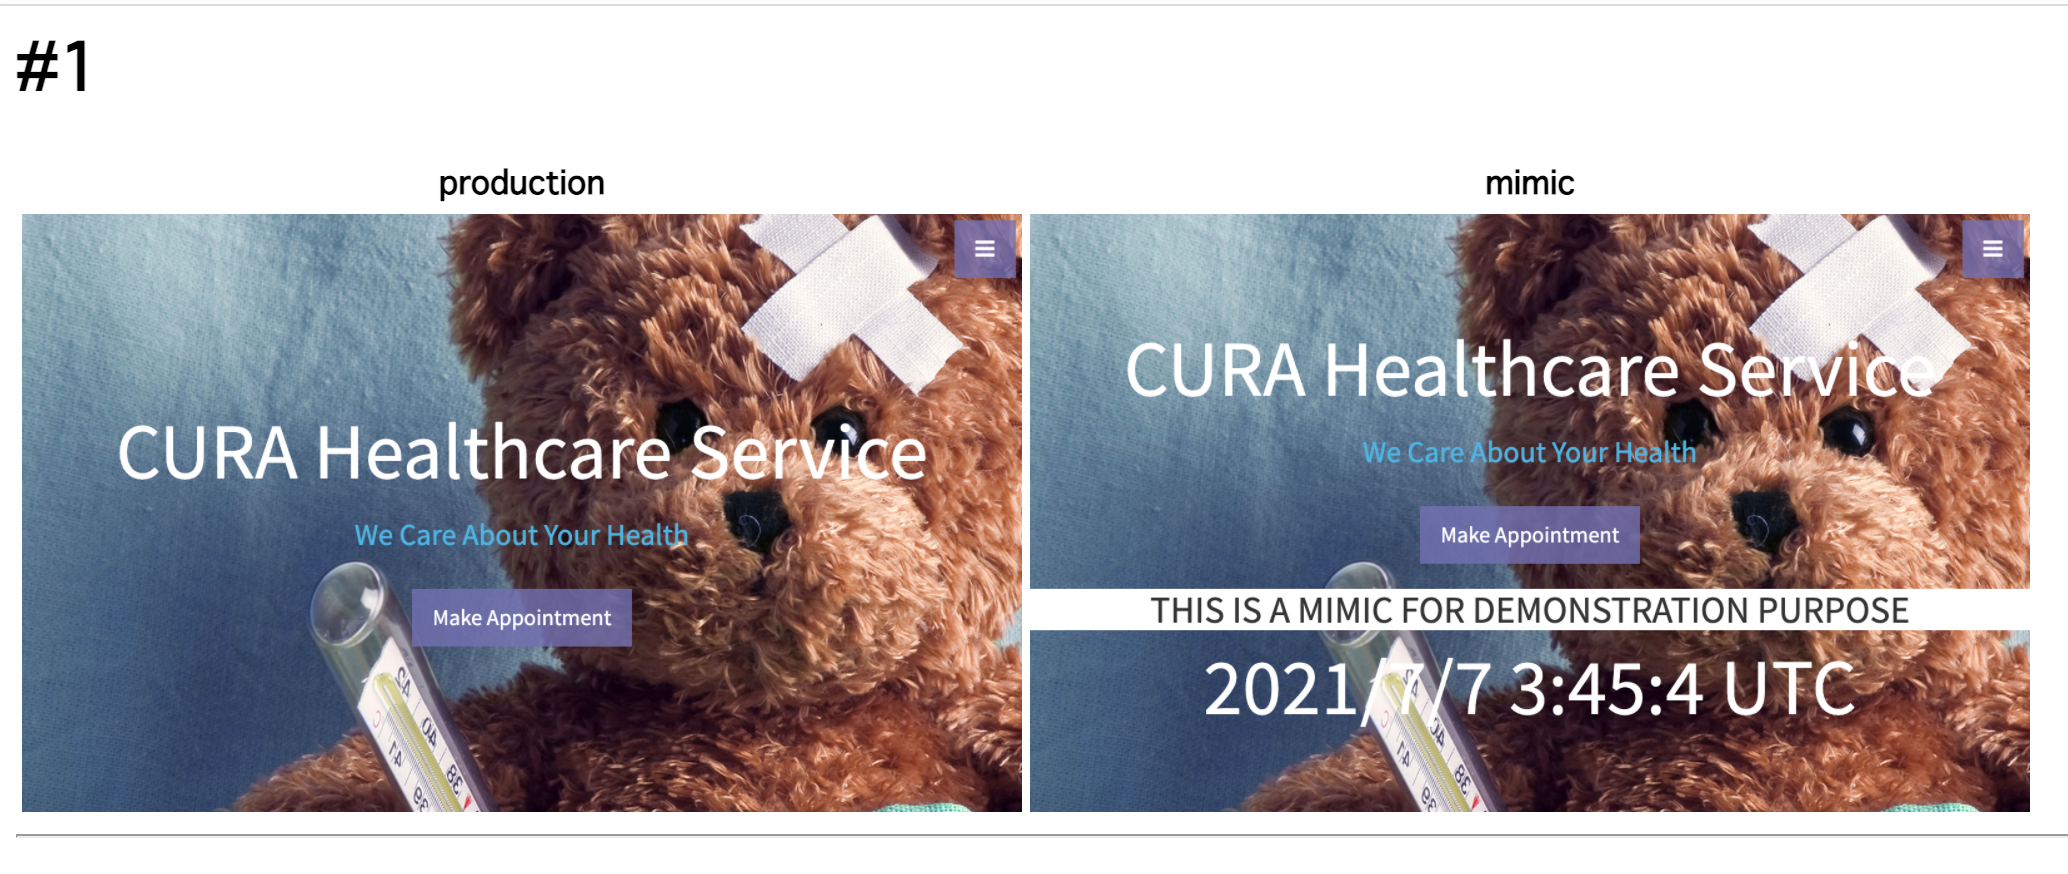 #1
production
mimic
CURA Healthcare Service
We Care About Your Health
Make Appointment
CURA Healthcare Service
We Care About Your Health
Make Appointment
THIS IS A MIMIC FOR DEMONSTRATION PURPOSE
2021/7/7 3:45:4 UTC